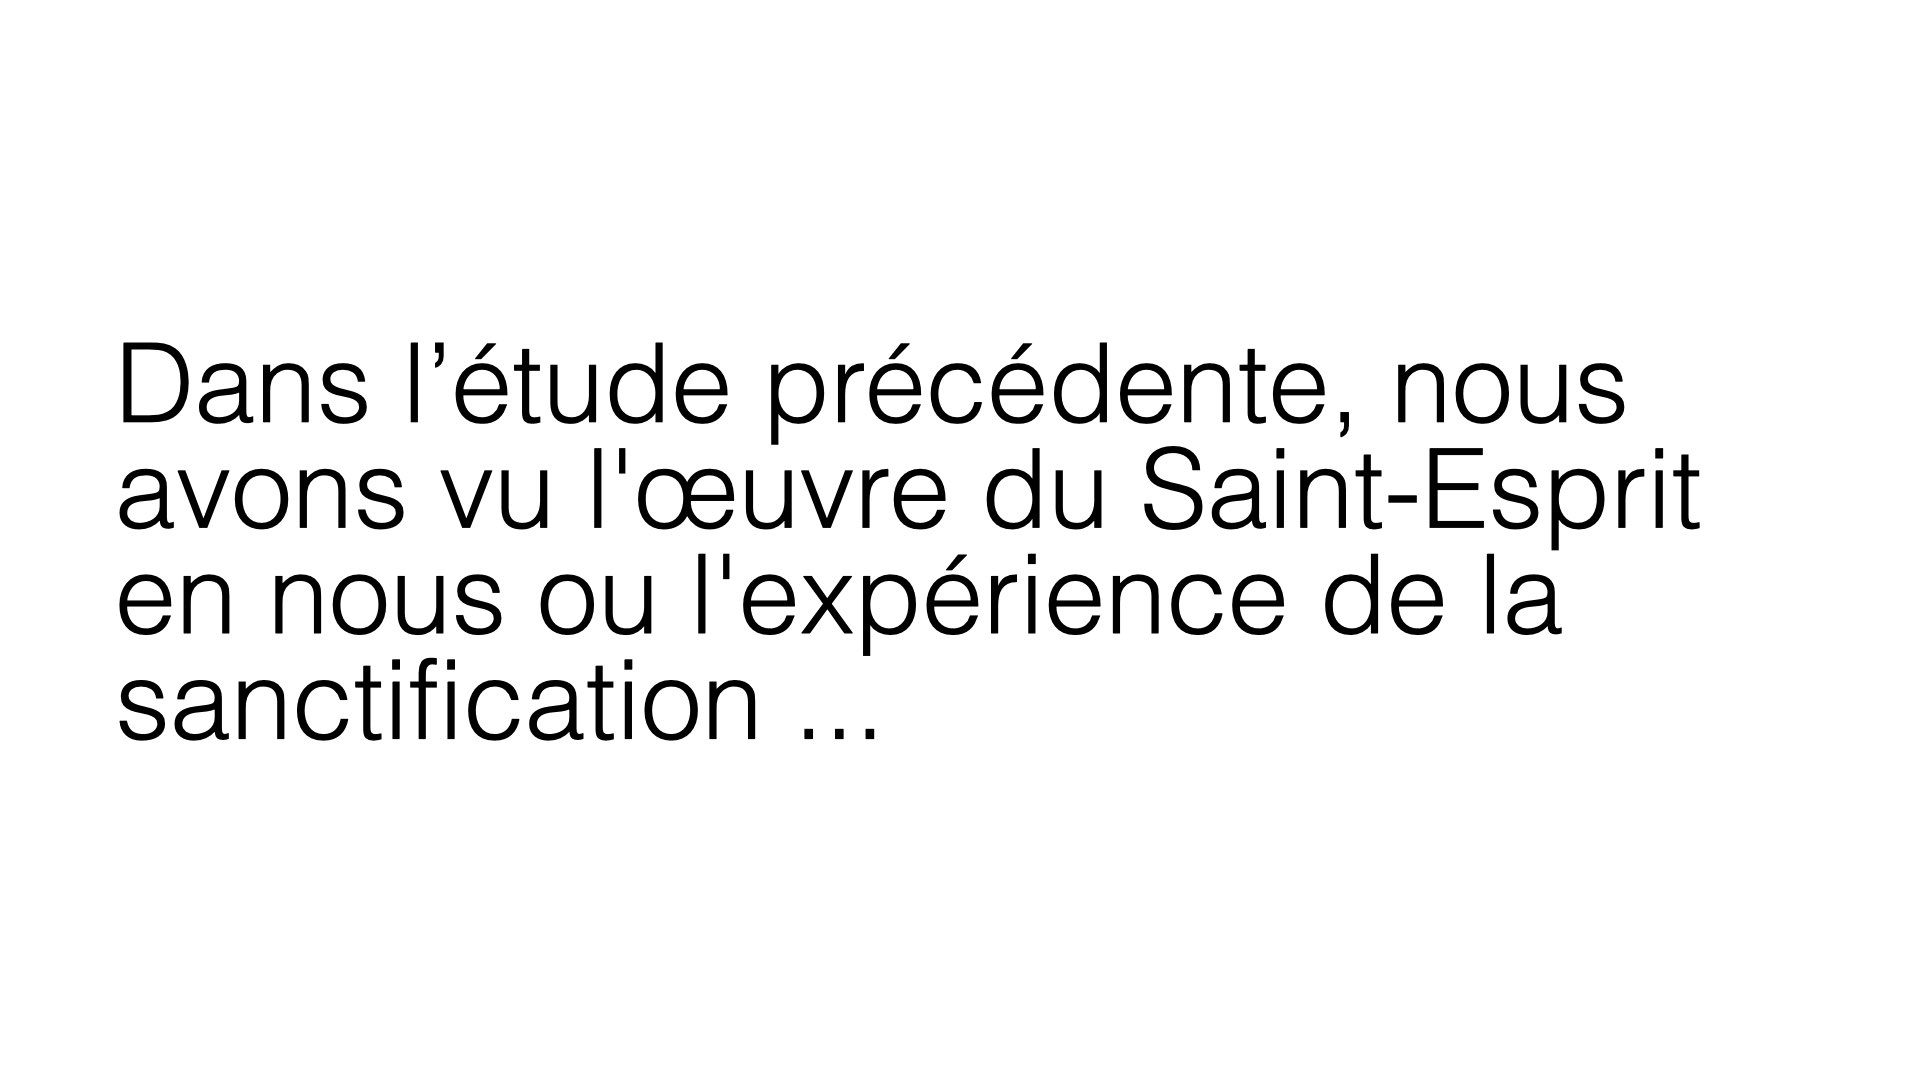 Dans l’étude précédente, nous
avons vu l'œuvre du Saint-Esprit
en nous ou l'expérience de la
sanctification ...